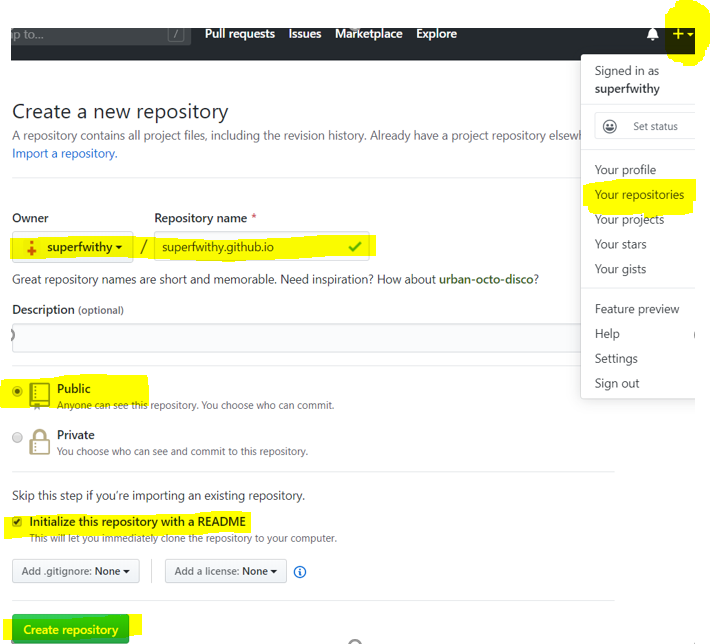 p to...
/
Pull requests Issues Marketplace Explore
Signed in as
superfwithy
Set status
Your profile
Your repositories
Your projects
Your stars
Your gists
Feature preview
Help
Settings
Sign out
Create a new repository
A repository contains all project files, including the revision history. Already have a project repository
Import a repository.
Owner Repository name *
superfwithy / superfwithy.github.io
Great repository names are short and memorable. Need inspiration? How about urban-octo-disco?
Description (optional)
Public
Anyone can see this repository. You choose who can commit.
Private
You choose who can see and commit to this repository.
Skip this step if you're importing an existing repository.
Initialize this repository with a README
This will let you immediately clone the repository to your computer.
Add .gitignore: None Add a license: None
Create repository